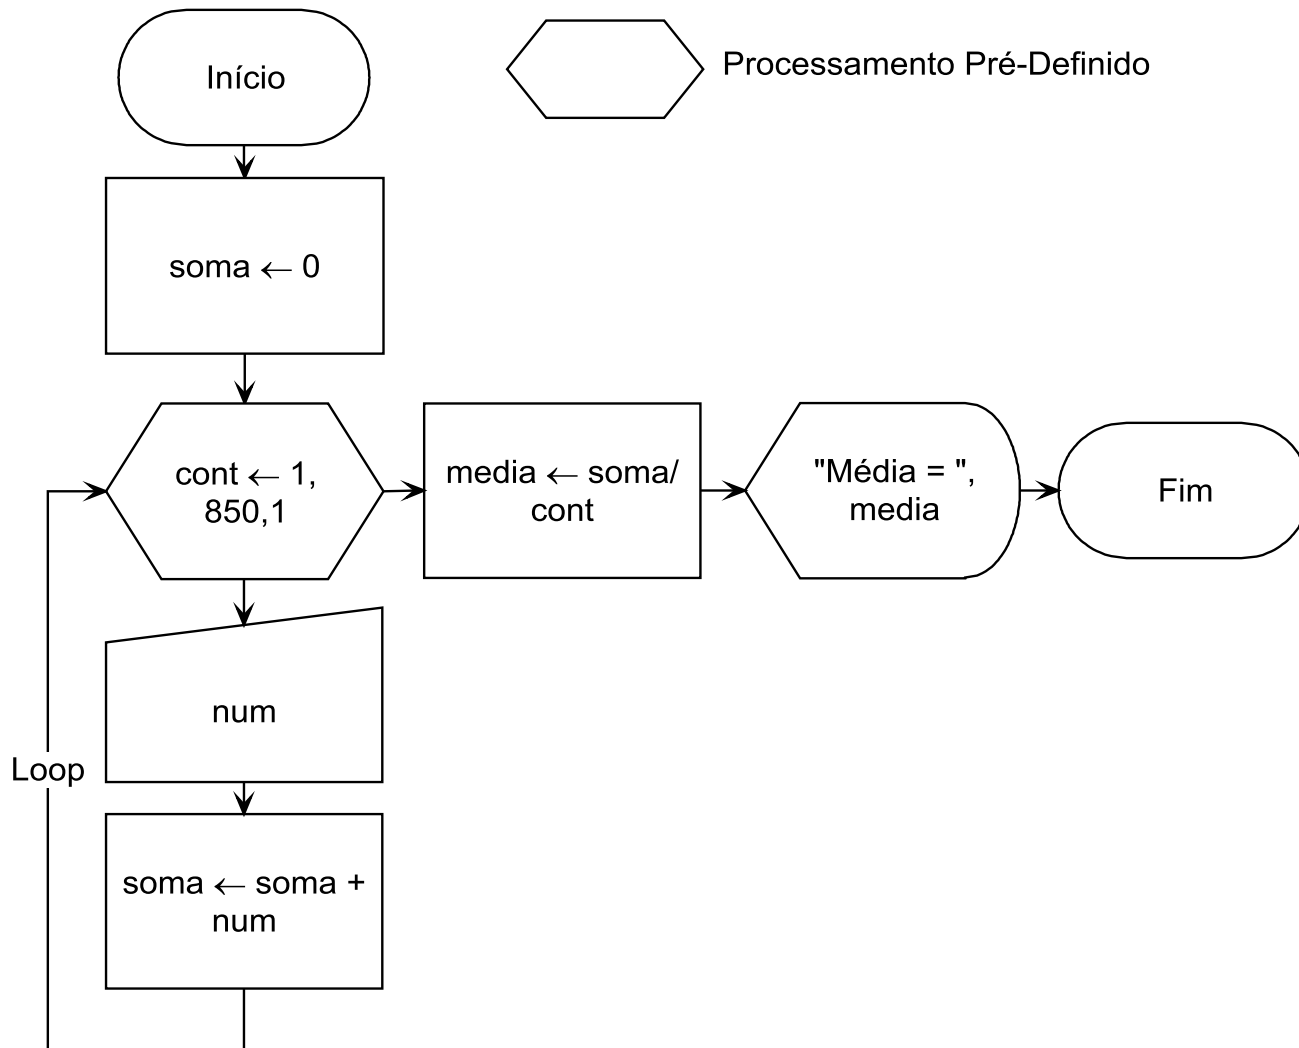 Início
Processamento Pré-Definido
soma ← 0
cont ← 1,
850,1
media ← soma/
cont
"Média = ",
media
Fim
num
Loop
soma ← soma +
num